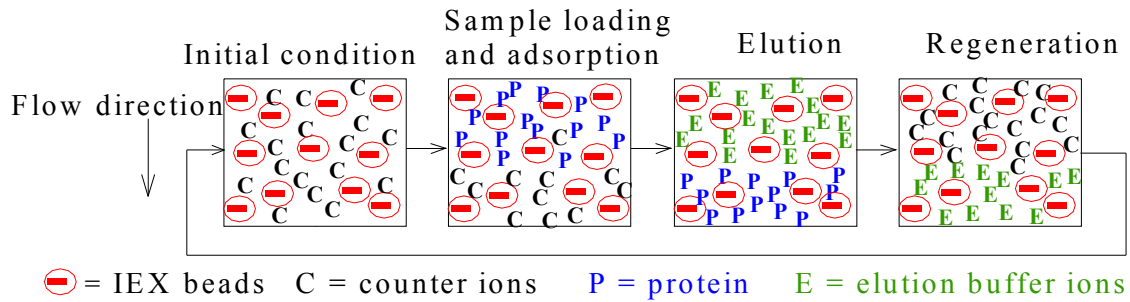 Initial condition
Sample loading
and adsorption
Elution
Regeneration
Flow direction
= IEX beads
C = counter ions
P = protein
E = elution buffer ions